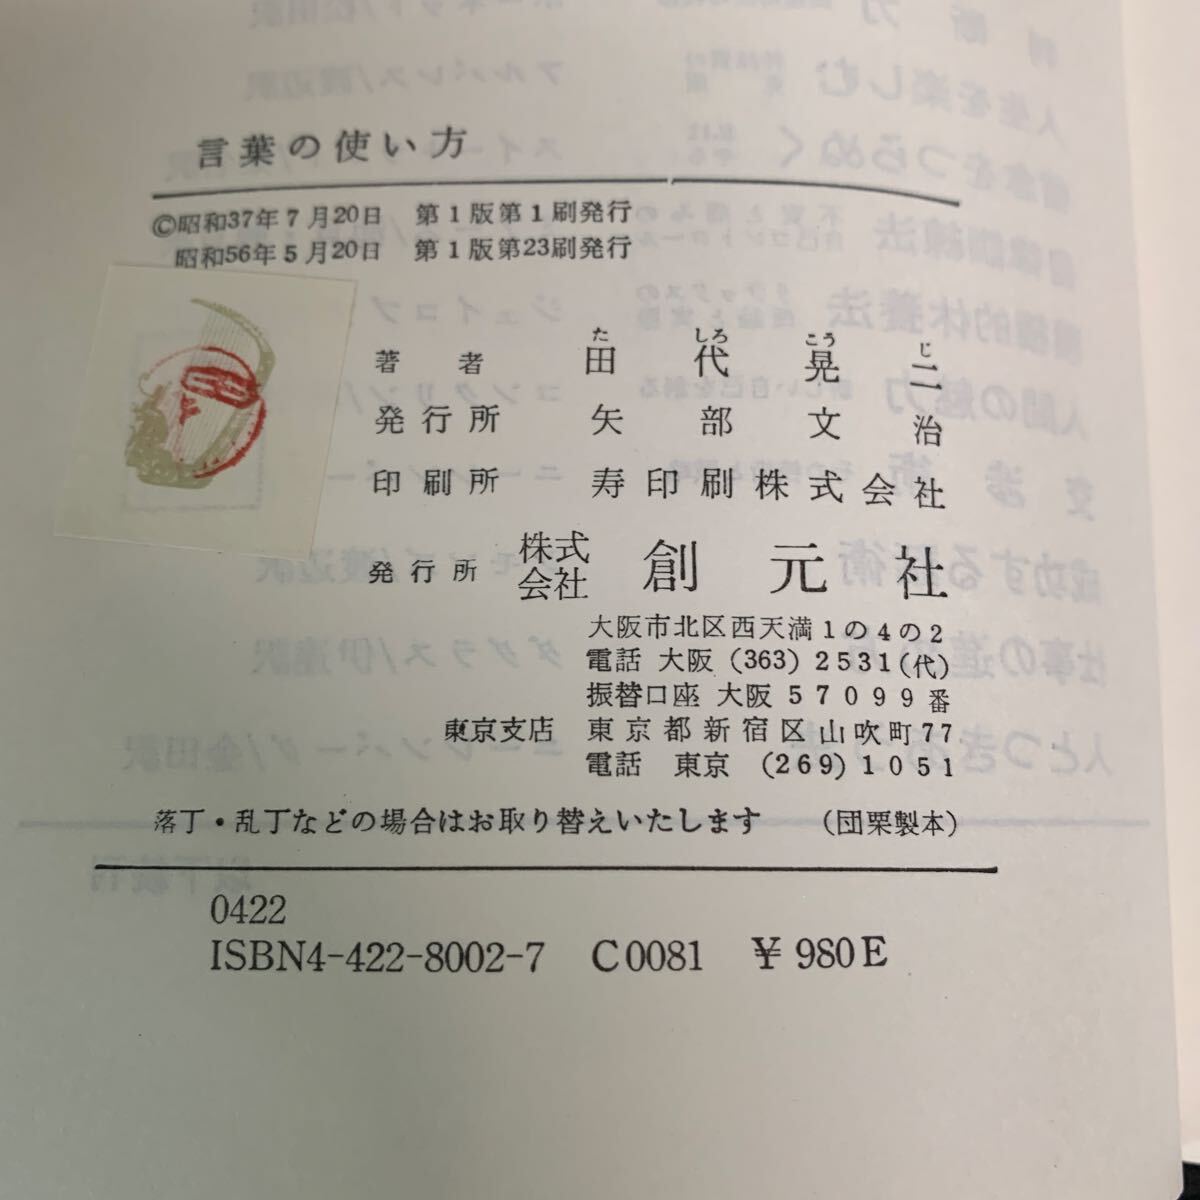 言葉の使い方
©昭和37年7月20日 第1版第1刷発行
昭和56年5月20日 第1版第23刷発行
た しろ こう じ
著者 田代晃二
発行所 矢部文治
印刷所 寿印刷株式会社
発行所 株式会社 創元社
大阪市北区西天満1の4の2
電話 大阪 (363) 2531(代)
振替口座 大阪 57099番
東京支店 東京都新宿区山吹町77
電話 東京 (269) 1051
落丁・乱丁などの場合はお取り替えいたします (団栗製本)
0422
ISBN4-422-8002-7 C0081 ¥980E